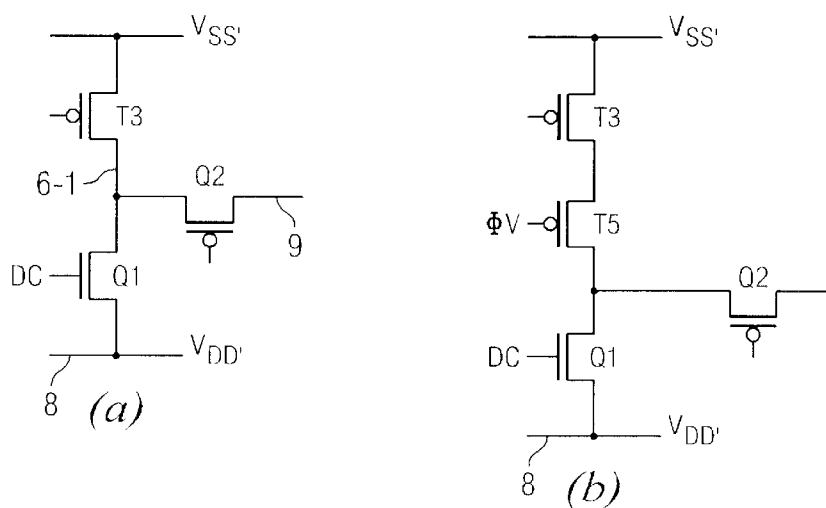 V_SS'
T3
6-1
Q2
9
DC
Q1
V_DD'
8
(a)
V_SS'
T3
ΦV
T5
Q2
DC
Q1
V_DD'
8
(b)